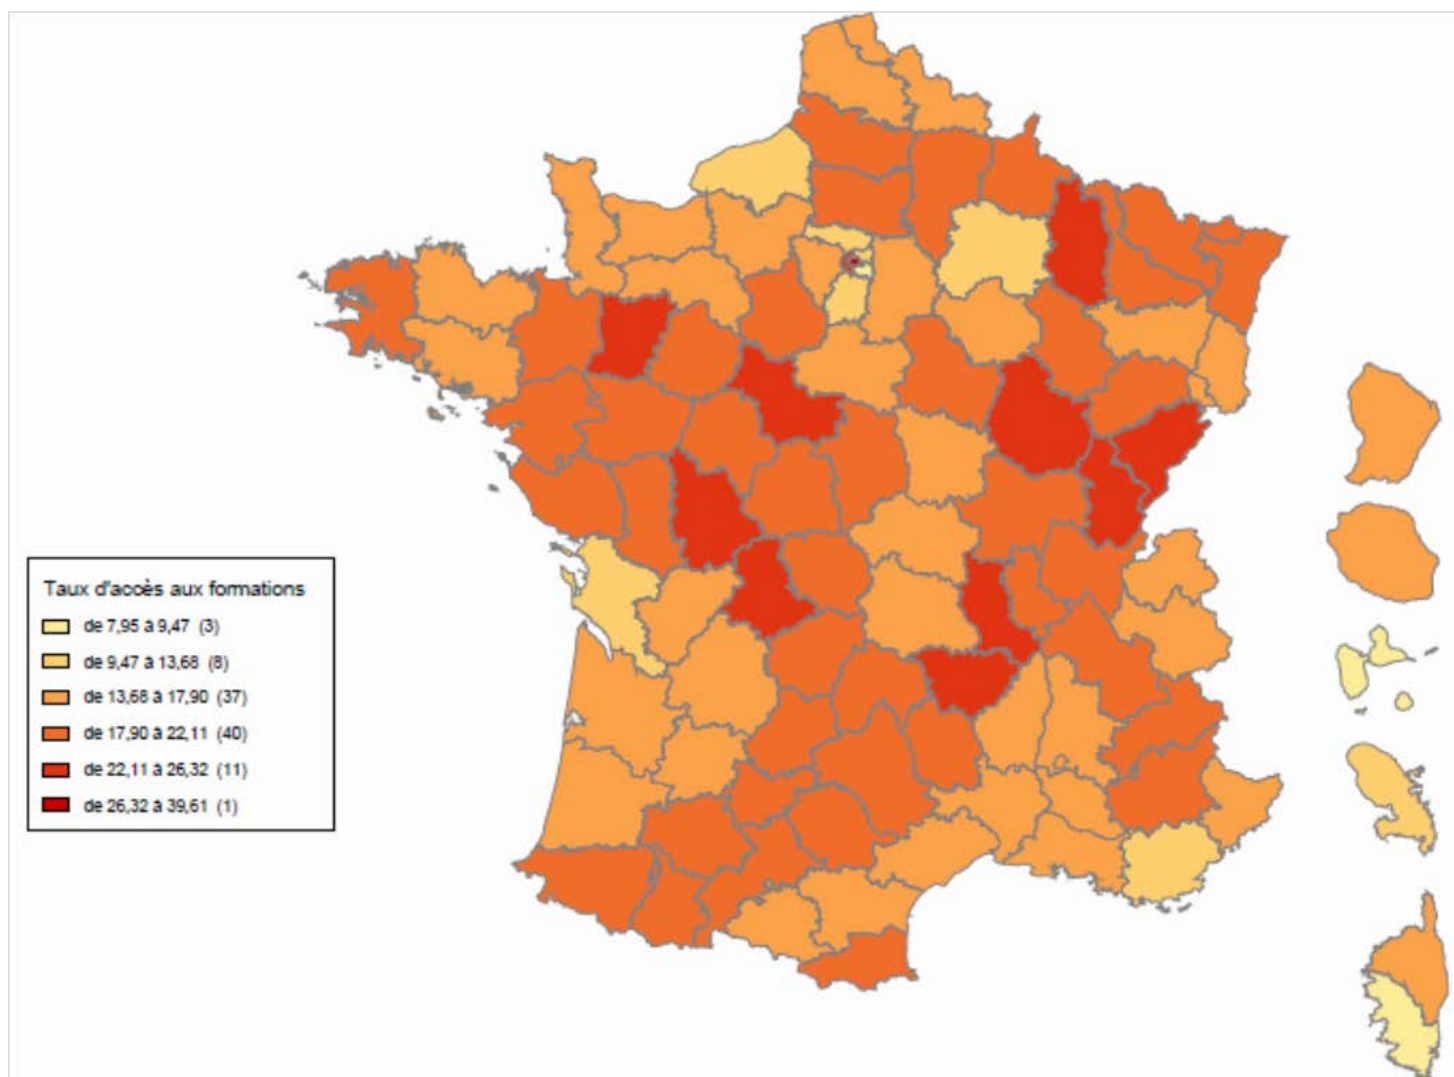 Taux d'accès aux formations
de 7,95 à 9,47 (3)
de 9,47 à 13,68 (8)
de 13,68 à 17,90 (37)
de 17,90 à 22,11 (40)
de 22,11 à 26,32 (11)
de 26,32 à 39,61 (1)